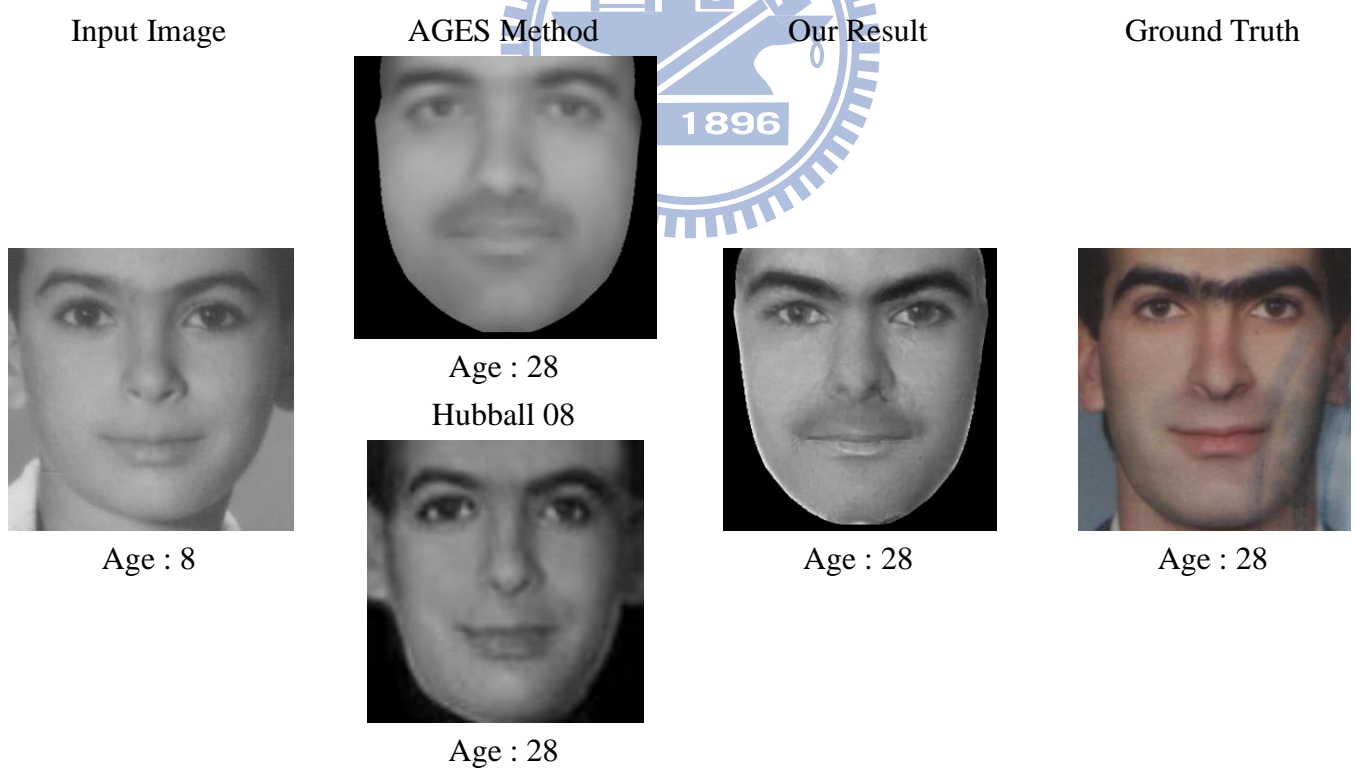 Input Image
AGES Method
Our Result
Ground Truth
1896
Age : 28
Hubball 08
Age : 8
Age : 28
Age : 28
Age : 28